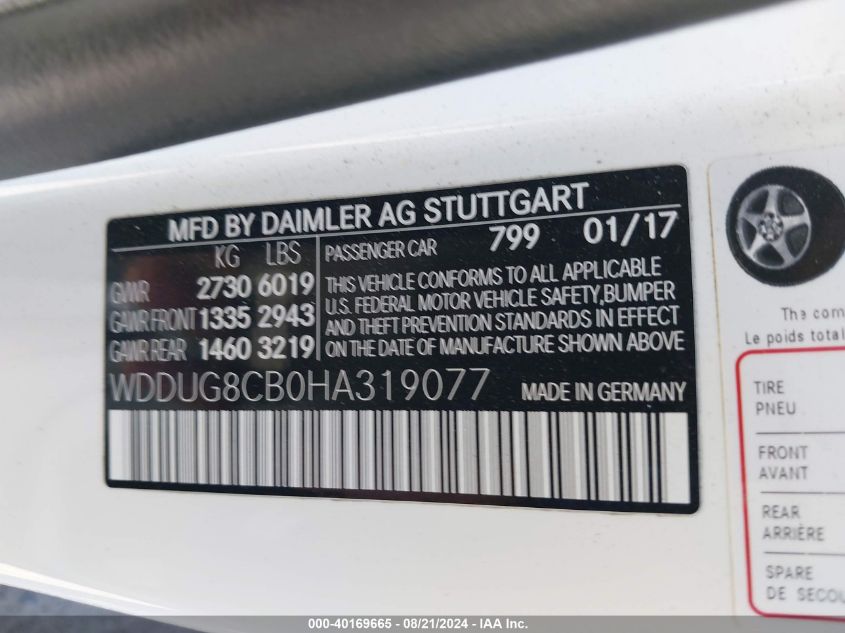 MFD BY DAIMLER AG STUTTGART
KG LBS
GVWR 2730 6019
GAWR FRONT 1335 2943
GAWR REAR 1460 3219
PASSENGER CAR 799 01/17
THIS VEHICLE CONFORMS TO ALL APPLICABLE
U.S. FEDERAL MOTOR VEHICLE SAFETY,BUMPER
AND THEFT PREVENTION STANDARDS IN EFFECT
ON THE DATE OF MANUFACTURE SHOWN ABOVE
WDDUG8CB0HA319077 MADE IN GERMANY
The com
Le poids total
TIRE
PNEU
FRONT
AVANT
REAR
ARRIÈRE
SPARE
DE SECOU
000-40169665 - 08/21/2024 - IAA Inc.